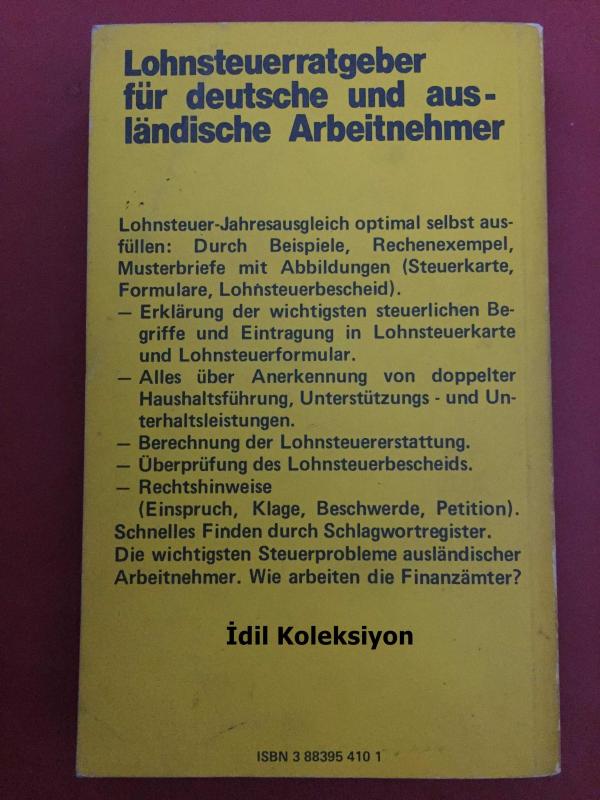 Lohnsteuerratgeber
für deutsche und aus-
ländische Arbeitnehmer
Lohnsteuer-Jahresausgleich optimal selbst aus-
füllen: Durch Beispiele, Rechenexempel,
Musterbriefe mit Abbildungen (Steuerkarte,
Formulare, Lohnsteuerbescheid).
— Erklärung der wichtigsten steuerlichen Be-
griffe und Eintragung in Lohnsteuerkarte
und Lohnsteuerformular.
— Alles über Anerkennung von doppelter
Haushaltsführung, Unterstützungs - und Un-
terhaltsleistungen.
— Berechnung der Lohnsteuererstattung.
— Überprüfung des Lohnsteuerbescheids.
— Rechtshinweise
(Einspruch, Klage, Beschwerde, Petition).
Schnelles Finden durch Schlagwortregister.
Die wichtigsten Steuerprobleme ausländischer
Arbeitnehmer. Wie arbeiten die Finanzämter?
İdil Koleksiyon
ISBN 3 88395 410 1